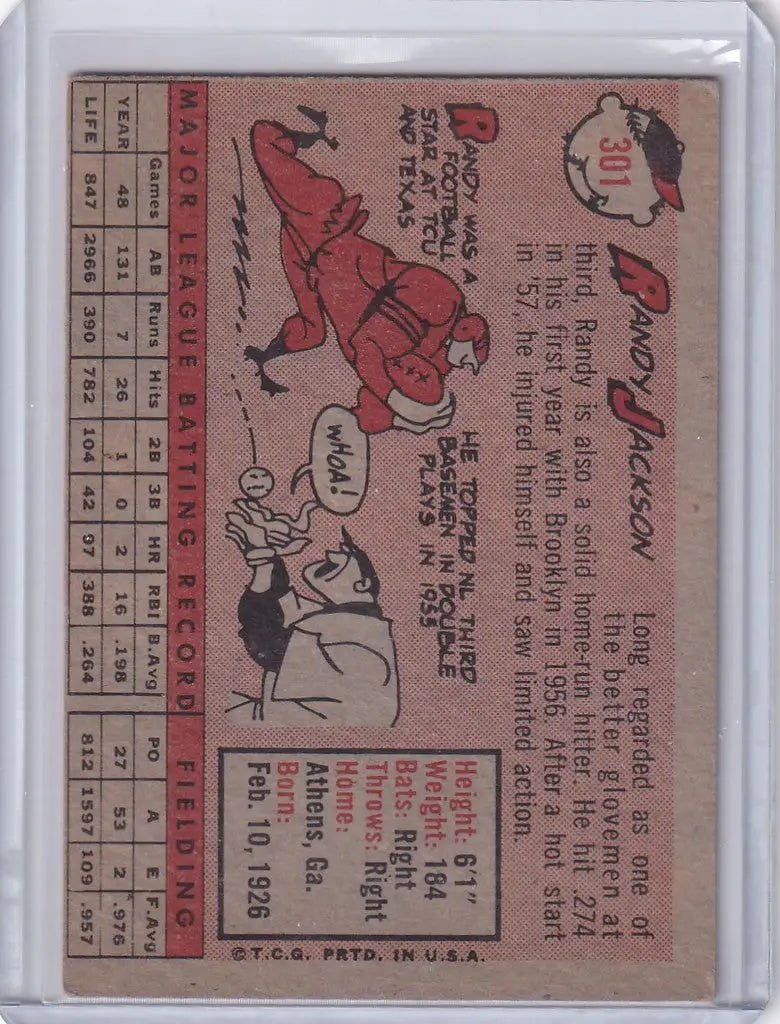 301
RANDY JACKSON
Long regarded as one of
the better glovemen at
third, Randy is also a solid home-run hitter. He hit .274
in his first year with Brooklyn in 1956. After a hot start
in '57, he injured himself and saw limited action.
RANDY WAS A
FOOTBALL
STAR AT TCU
AND TEXAS
HE TOPPED NL THIRD
BASEMEN IN DOUBLE
PLAYS IN 1955
WHOA!
Height: 6'1"
Weight: 184
Bats: Right
Throws: Right
Home:
Athens, Ga.
Born:
Feb. 10, 1926
©T.C.G. PRTD. IN U.S.A.
MAJOR LEAGUE BATTING RECORD FIELDING
Games AB Runs Hits 2B 3B HR RBI B.Avg PO A E F.Avg
YEAR 48 131 7 26 1 0 2 16 .198 27 53 2 .976
LIFE 847 2966 390 782 104 42 97 388 .264 812 1597 109 .957